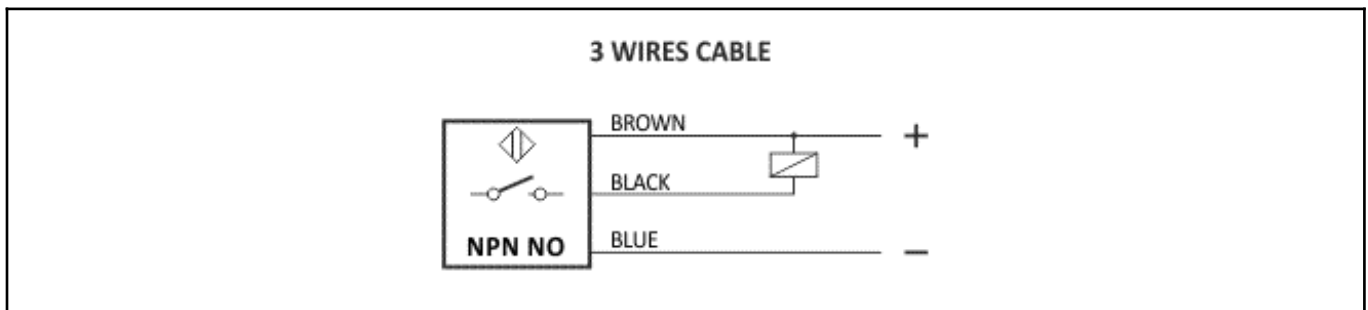 3 WIRES CABLE
BROWN
+
BLACK
NPN NO
BLUE
−